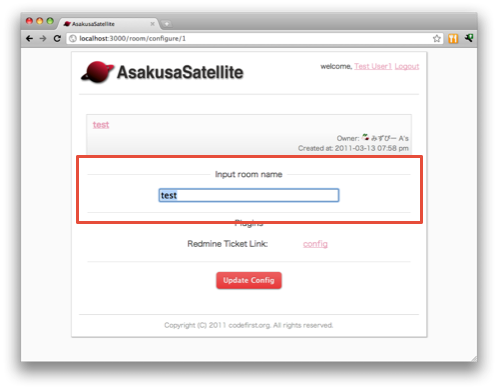 AsakusaSatellite
localhost:3000/room/configure/1
AsakusaSatellite
welcome, Test User1 Logout
test
Owner: みずぴー A's
Created at: 2011-03-13 07:58 pm
Input room name
test
Plugins
Redmine Ticket Link: config
Update Config
Copyright (C) 2011 codefirst.org. All rights reserved.